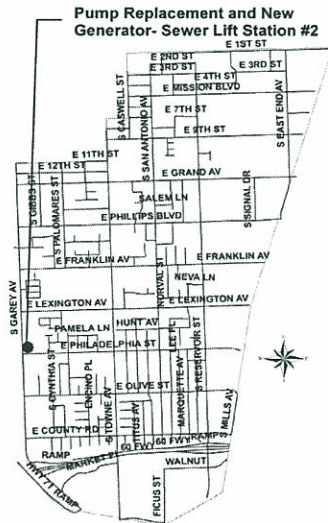 Pump Replacement and New
Generator- Sewer Lift Station #2
E 1ST ST
E 2ND ST
E 3RD ST
E 4TH ST
E MISSION BLVD
S CASWELL ST
S SAN ANTONIO AV
S EAST END AV
E 7TH ST
E 9TH ST
E 11TH ST
E 12TH ST
E GRAND AV
S GIBBS ST
S PALOMARES ST
SALEM LN
S SIGNAL DR
E PHILLIPS BLVD
E FRANKLIN AV
E FRANKLIN AV
NEVA LN
NORVAL ST
S GAREY AV
E LEXINGTON AV
E LEXINGTON AV
HUNT AV
PAMELA LN
LEE PL
E PHILADELPHIA ST
S RESERVOIR ST
S CYNTHIA ST
ENCINO PL
MARQUETTE AV
E OLIVE ST
S TOWNE AV
TITUS AV
S MILLS AV
E COUNTY RD
60 FWY
60 FWY
RAMP
RAMP
MARKET PL
WALNUT
HWY 71 RAMP
FICUS ST